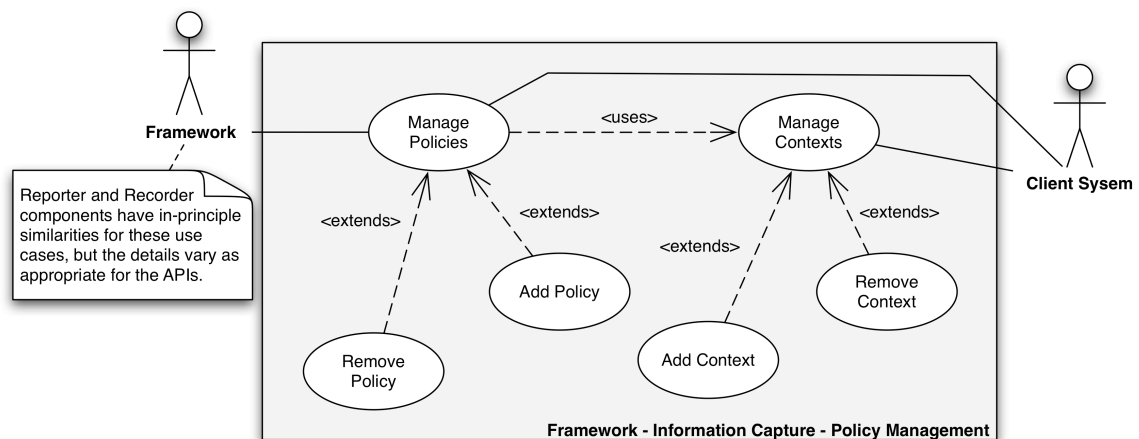 Framework
Reporter and Recorder
components have in-principle
similarities for these use
cases, but the details vary as
appropriate for the APIs.
Manage
Policies
<uses>
Manage
Contexts
Client Sysem
<extends>
<extends>
<extends>
<extends>
Add Policy
Remove
Context
Remove
Policy
Add Context
Framework - Information Capture - Policy Management